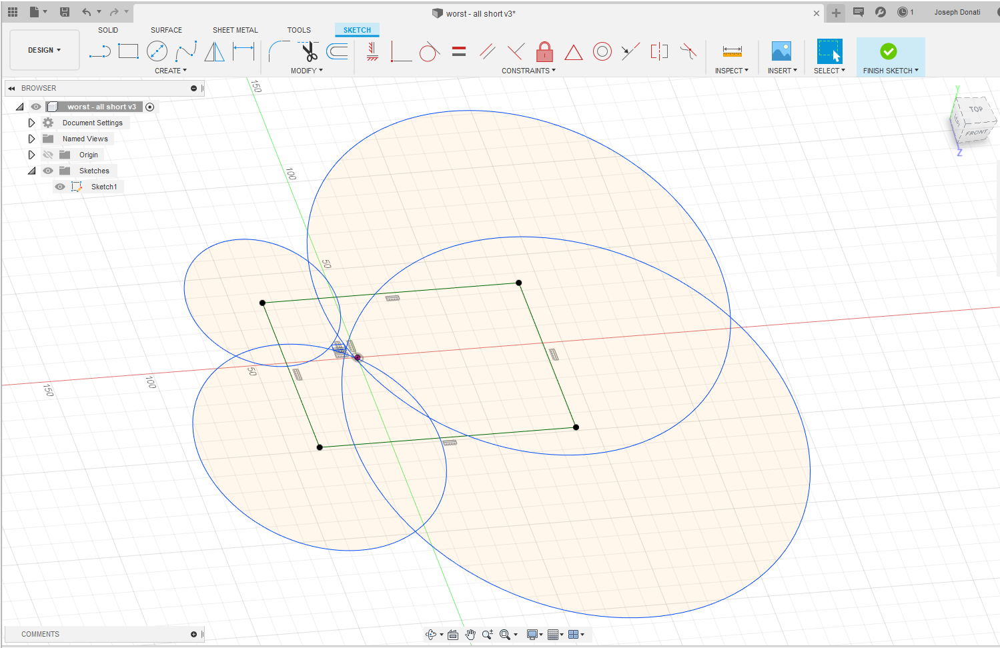 worst - all short v3*
1
Joseph Donati
SOLID
SURFACE
SHEET METAL
TOOLS
SKETCH
DESIGN
CREATE
MODIFY
CONSTRAINTS
INSPECT
INSERT
SELECT
FINISH SKETCH
BROWSER
worst - all short v3
Document Settings
Named Views
Origin
Sketches
Sketch1
150
100
50
50
100
150
Y
TOP
FRONT
Z
COMMENTS